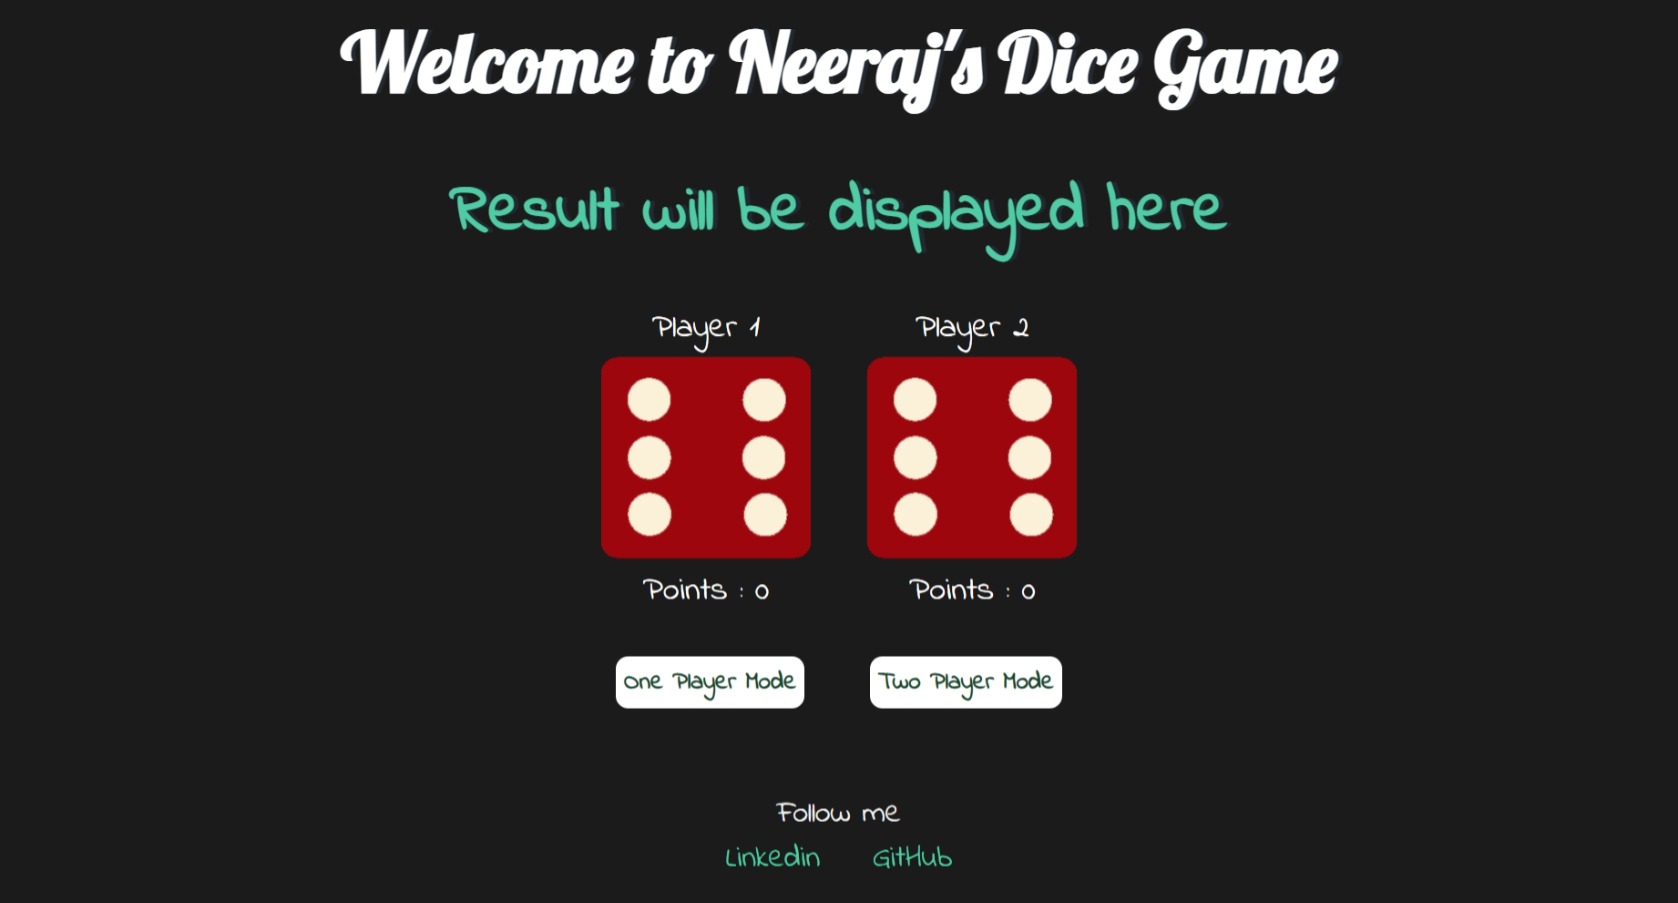 Welcome to Neeraj's Dice Game
Result will be displayed here
Player 1 Player 2
Points : 0 Points : 0
One Player Mode Two Player Mode
Follow me
Linkedin GitHub